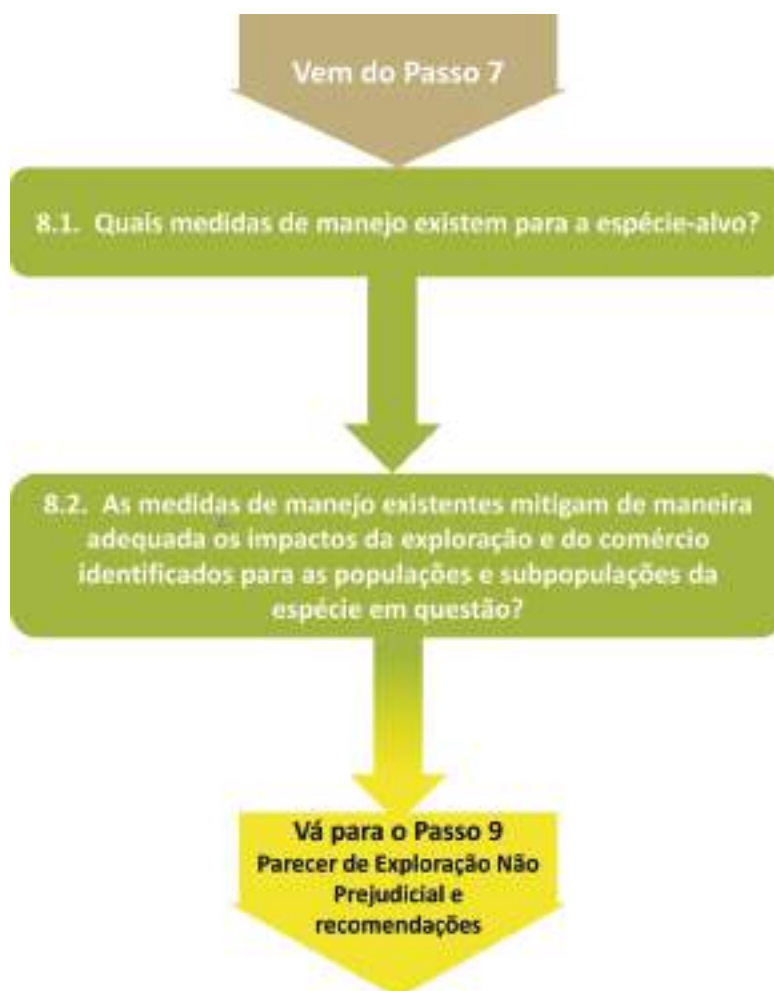 Vem do Passo 7
8.1. Quais medidas de manejo existem para a espécie-alvo?
8.2. As medidas de manejo existentes mitigam de maneira
adequada os impactos da exploração e do comércio
identificados para as populações e subpopulações da
espécie em questão?
Vá para o Passo 9
Parecer de Exploração Não
Prejudicial e
recomendações